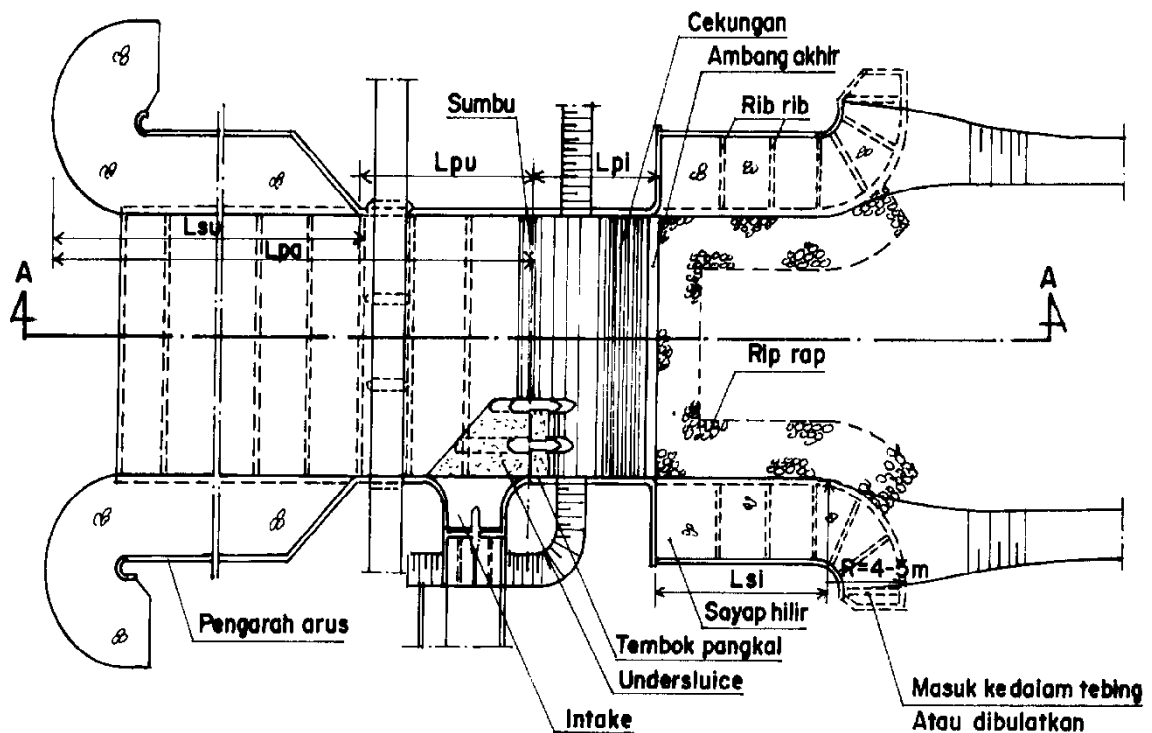 Cekungan
Ambang akhir
Sumbu
Rib rib
Lpu
Lpi
Lsu
Lpa
A
A
Rip rap
R=4-5m
Lsi
Sayap hilir
Pengarah arus
Tembok pangkal
Undersluice
Intake
Masuk kedalam tebing
Atau dibulatkan